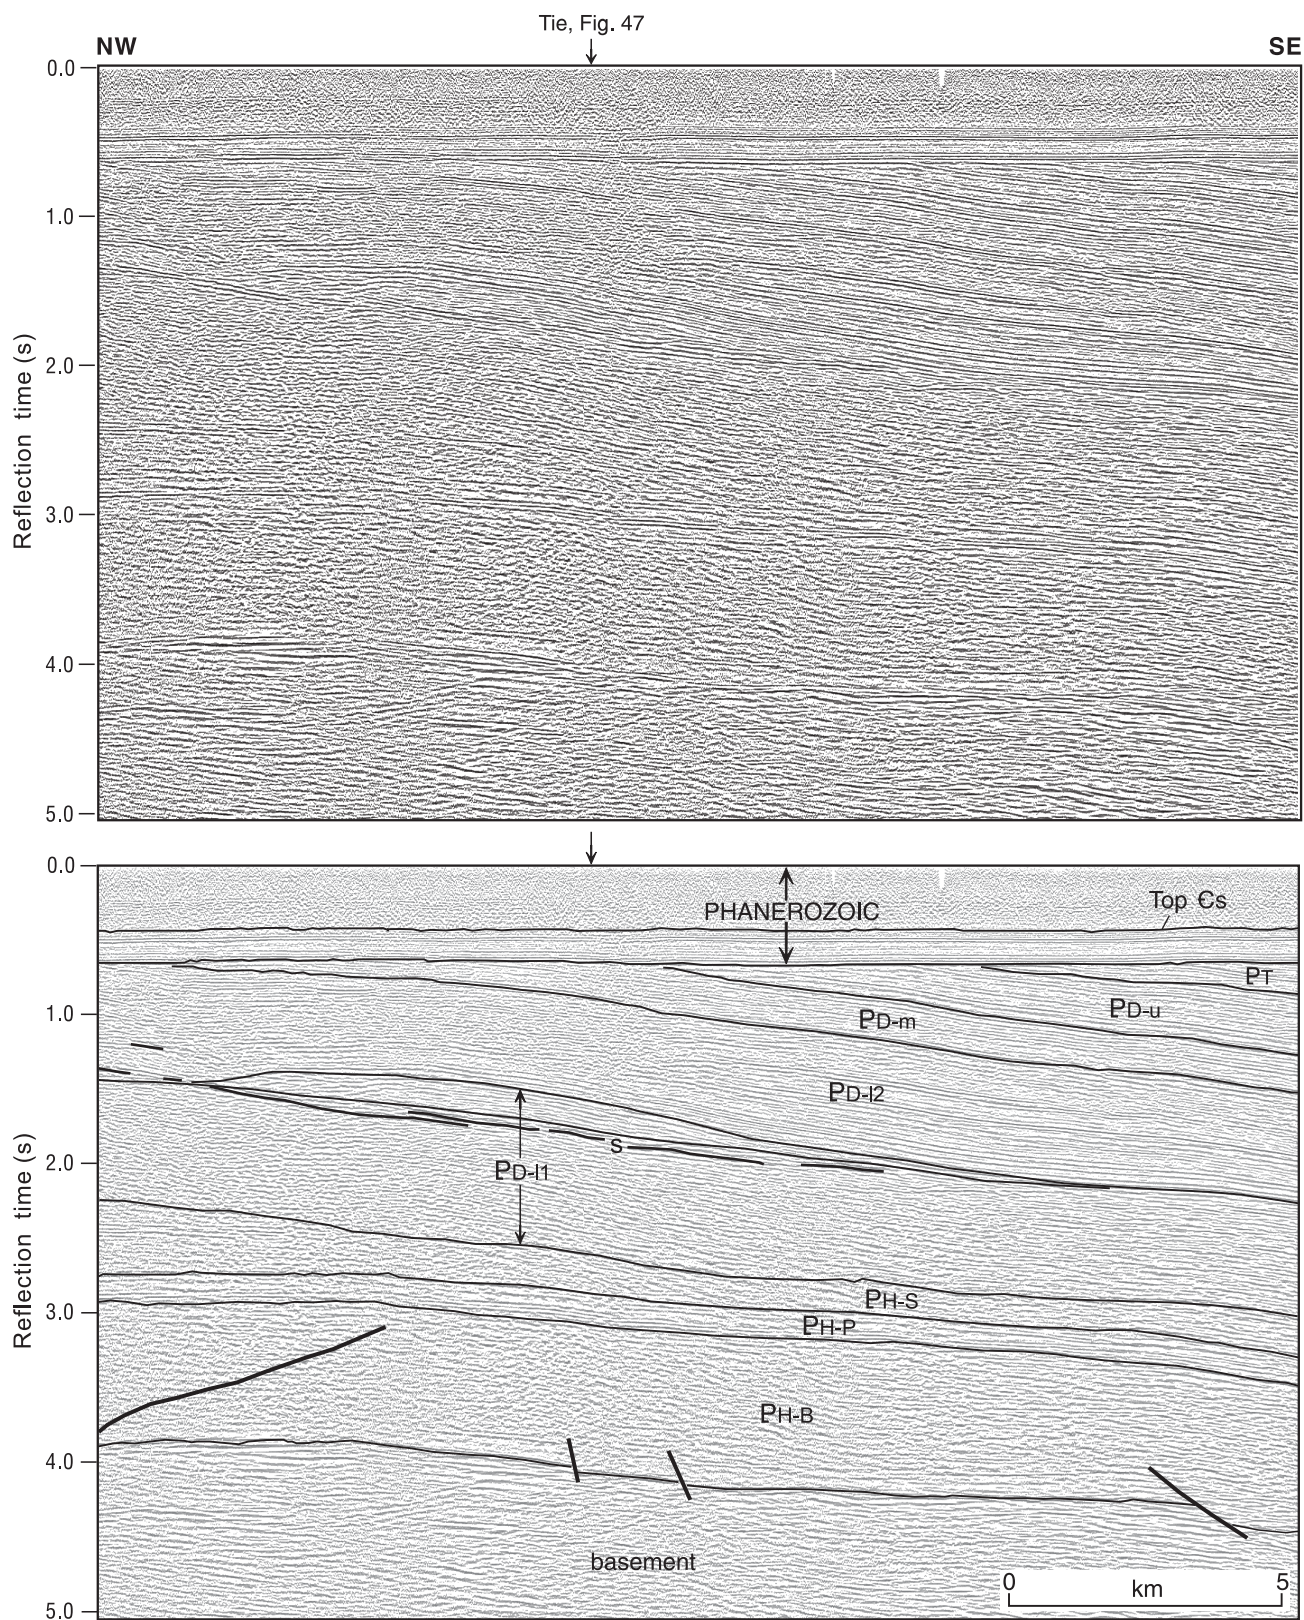 Tie, Fig. 47
NW
SE
0.0
1.0
2.0
3.0
4.0
5.0
Reflection time (s)
0.0
1.0
2.0
3.0
4.0
5.0
Reflection time (s)
PHANEROZOIC
Top Єs
PT
PD-u
PD-m
PD-l2
S
PD-l1
PH-S
PH-P
PH-B
basement
0 5
km